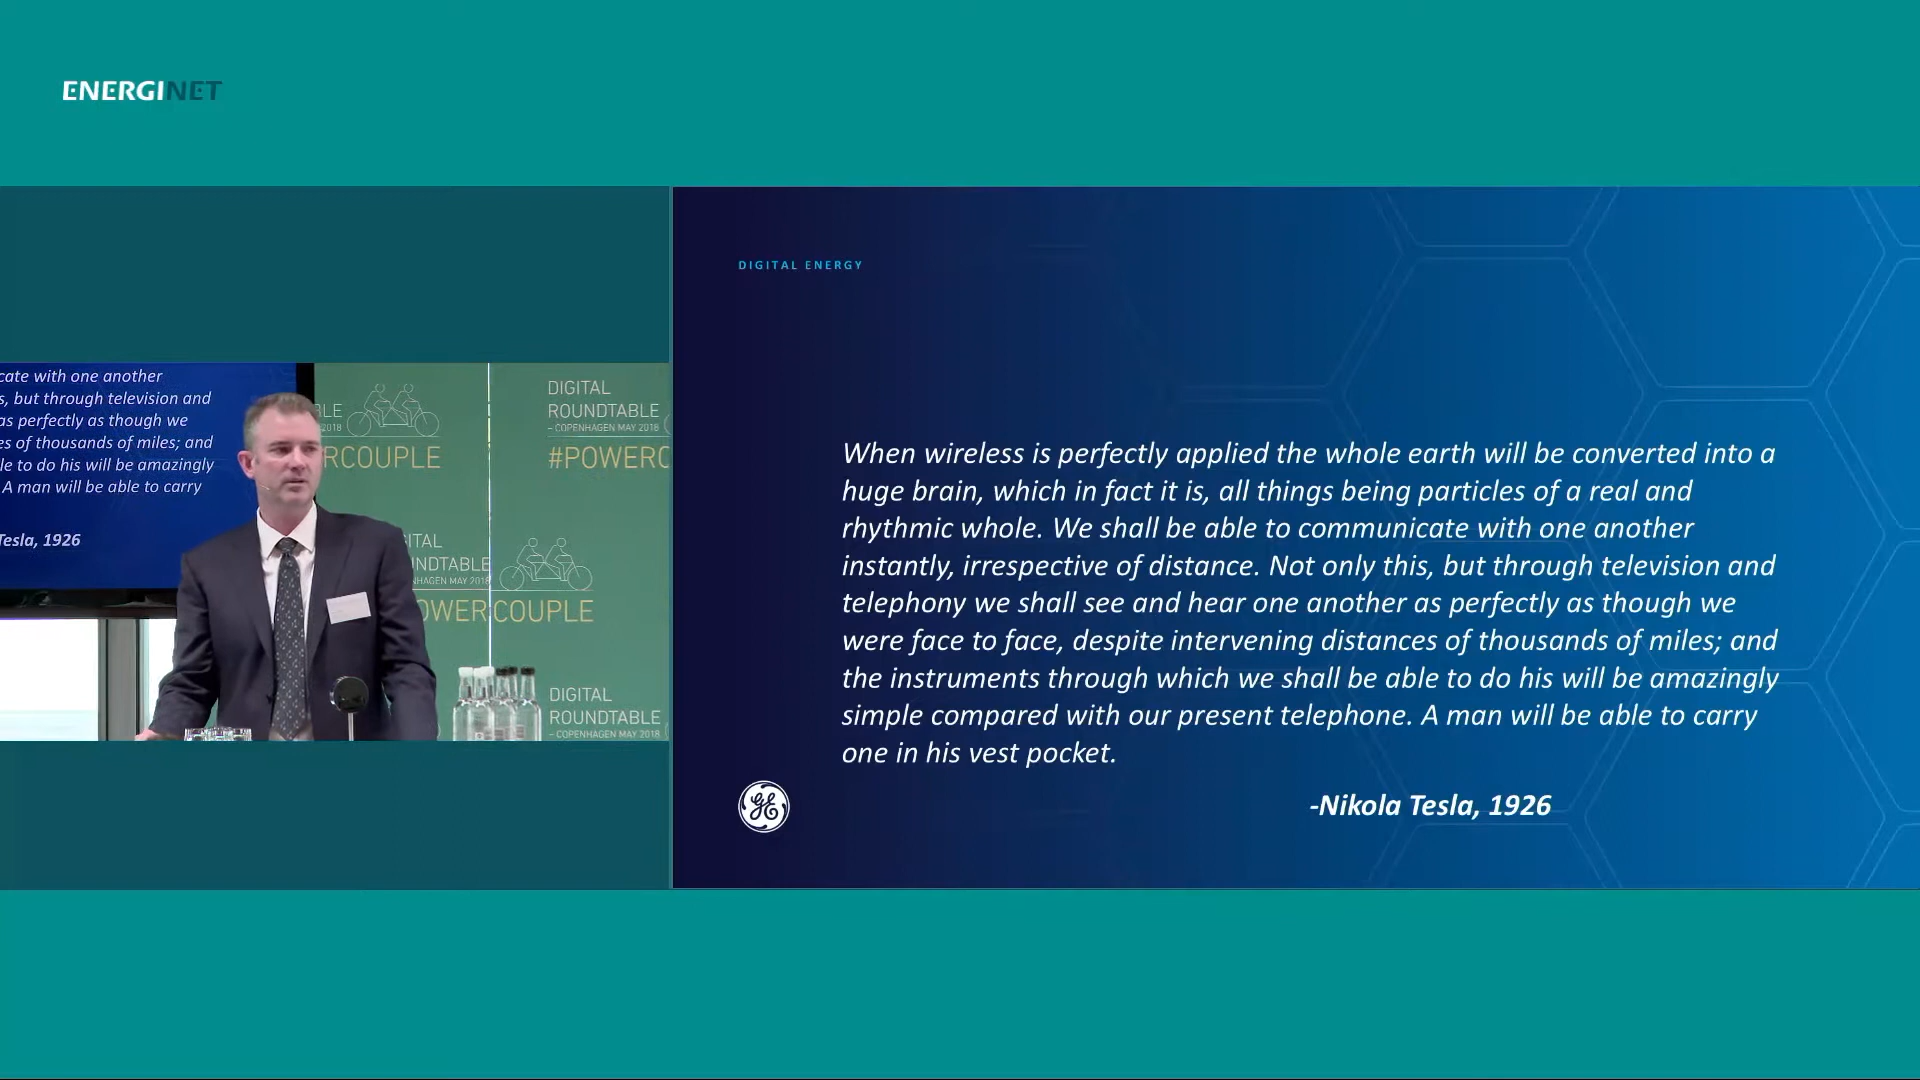 ENERGINET
DIGITAL ENERGY
When wireless is perfectly applied the whole earth will be converted into a
huge brain, which in fact it is, all things being particles of a real and
rhythmic whole. We shall be able to communicate with one another
instantly, irrespective of distance. Not only this, but through television and
telephony we shall see and hear one another as perfectly as though we
were face to face, despite intervening distances of thousands of miles; and
the instruments through which we shall be able to do his will be amazingly
simple compared with our present telephone. A man will be able to carry
one in his vest pocket.
-Nikola Tesla, 1926
GE
cate with one another
s, but through television and
as perfectly as though we
es of thousands of miles; and
le to do his will be amazingly
A man will be able to carry
Tesla, 1926
BLE
2018
RCOUPLE
DIGITAL
ROUNDTABLE
– COPENHAGEN MAY 2018
#POWERC
ITAL
NDTABLE
NHAGEN MAY 2018
OWERCOUPLE
DIGITAL
ROUNDTABLE
– COPENHAGEN MAY 2018